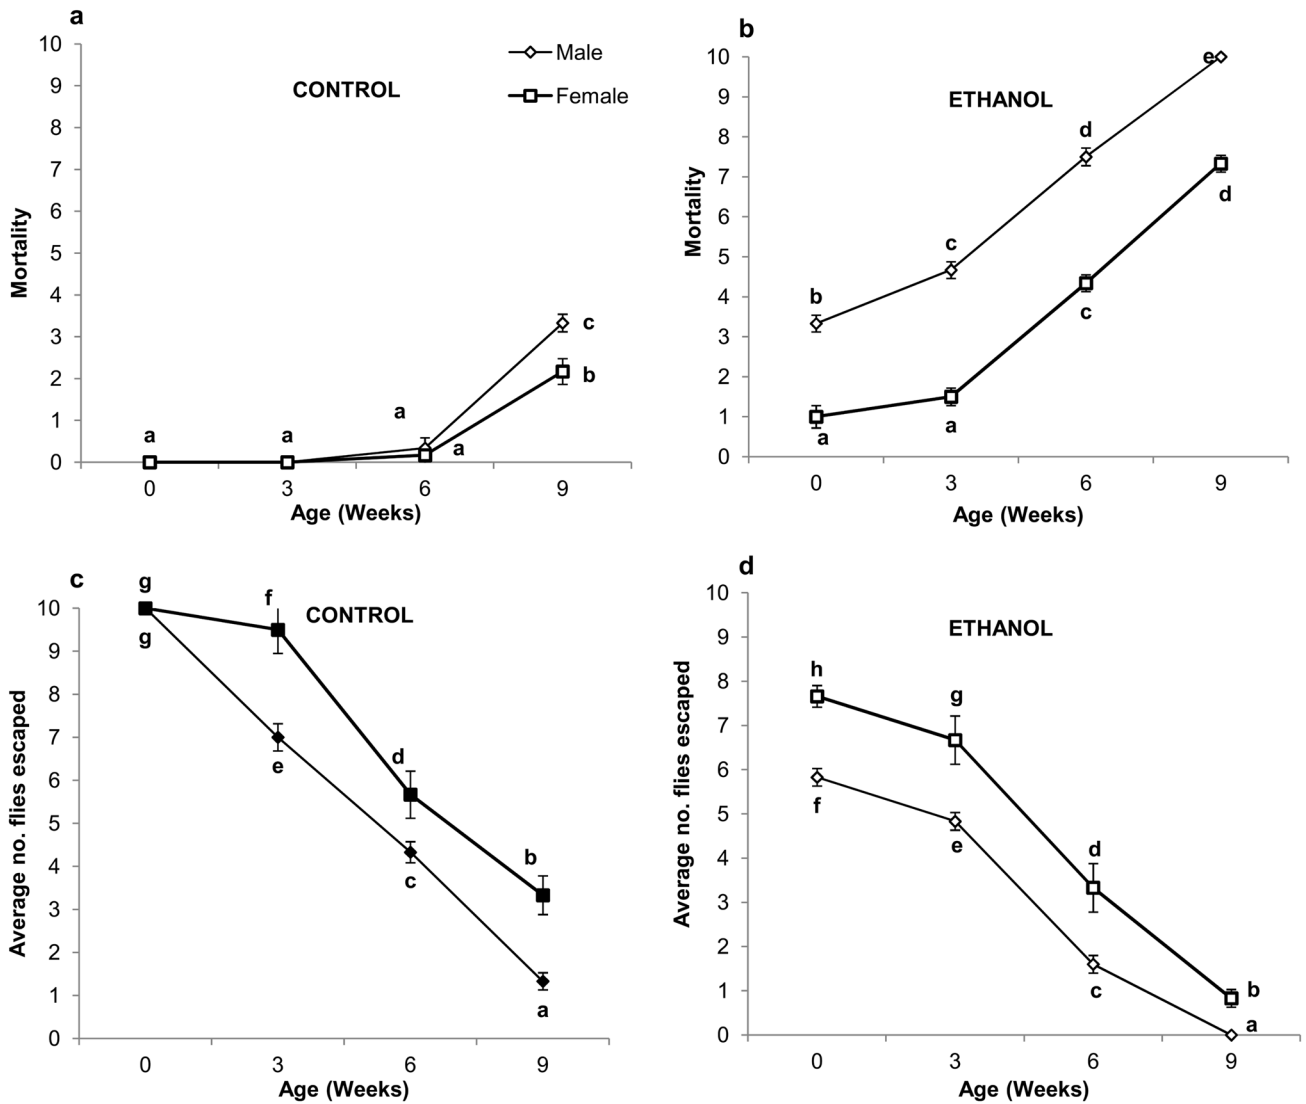 a
10
9
8
7
6
5
4
3
2
1
0
Mortality
CONTROL
Male
Female
a
a
a
a
c
b
0 3 6 9
Age (Weeks)
b
10
9
8
7
6
5
4
3
2
1
0
Mortality
ETHANOL
b
c
d
e
a
a
c
d
0 3 6 9
Age (Weeks)
c
10
9
8
7
6
5
4
3
2
1
0
Average no. flies escaped
CONTROL
g
f
d
b
g
e
c
a
0 3 6 9
Age (Weeks)
d
10
9
8
7
6
5
4
3
2
1
0
Average no. flies escaped
ETHANOL
h
g
d
b
f
e
c
a
0 3 6 9
Age (Weeks)